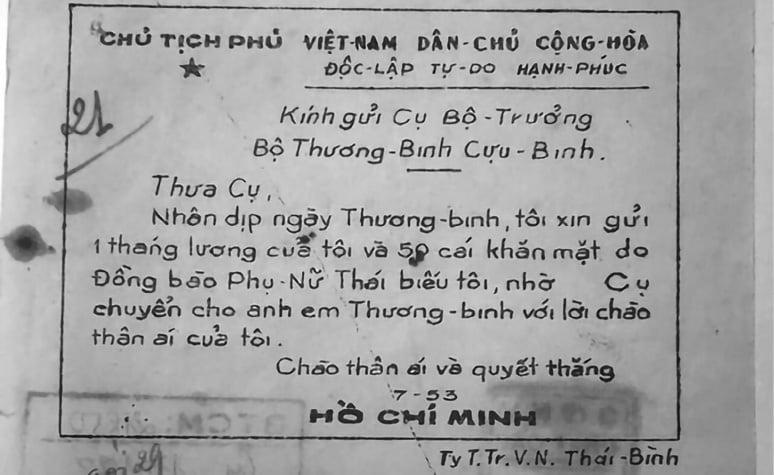 CHỦ TỊCH PHỦ VIỆT-NAM DÂN-CHỦ CỘNG-HÒA
ĐỘC-LẬP TỰ-DO HẠNH-PHÚC
21
Kính gửi Cụ Bộ-Trưởng
Bộ Thương-Binh Cựu-Binh.
Thưa Cụ,
Nhân dịp ngày Thương-binh, tôi xin gửi
1 tháng lương của tôi và 50 cái khăn mặt do
Đồng bào Phụ-Nữ Thái biếu tôi, nhờ Cụ
chuyển cho anh em Thương-binh với lời chào
thân ái của tôi.
Chào thân ái và quyết thắng
7-53
HỒ CHÍ MINH
BTCM
Ty T.Tr.V.N. Thái-Bình
29